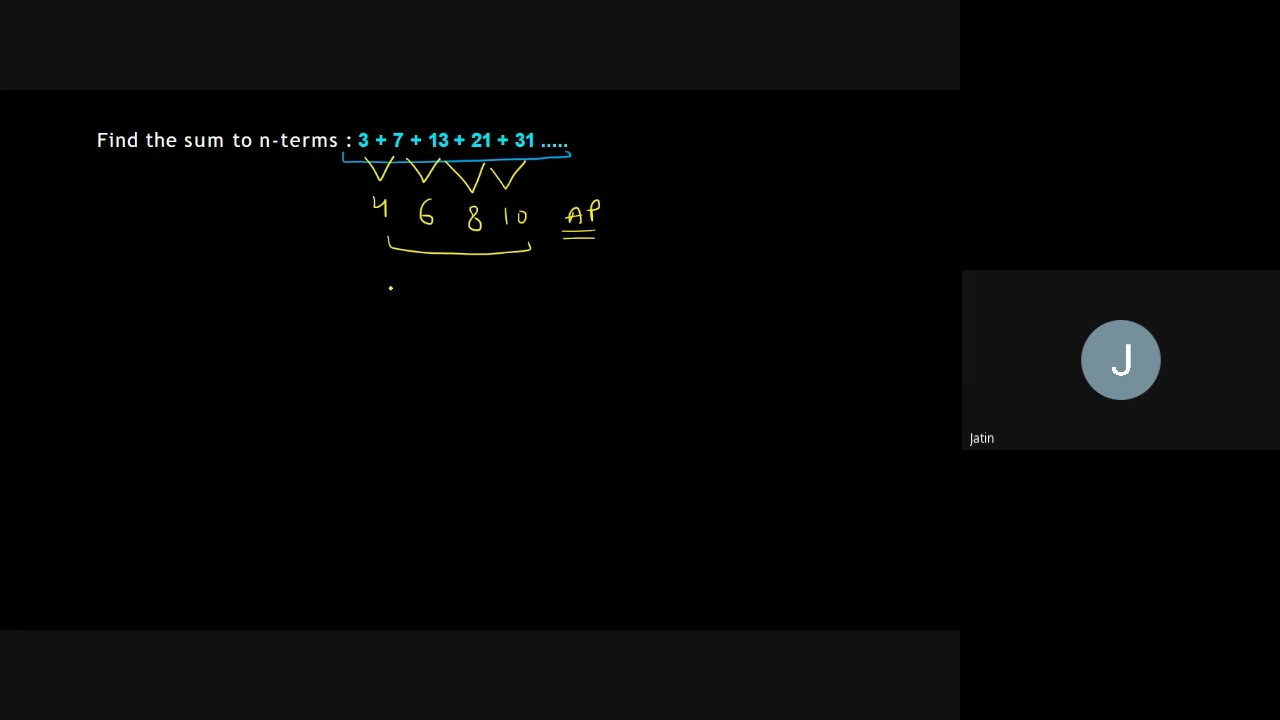 Find the sum to n-terms : 3 + 7 + 13 + 21 + 31 .....
4 6 8 10 AP
J
Jatin